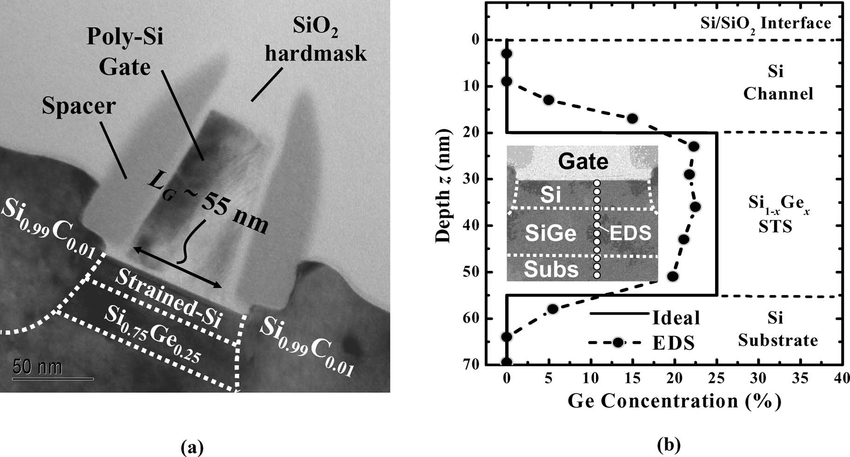 Poly-Si
Gate
SiO2
hardmask
Spacer
LG ~ 55 nm
Si0.99C0.01
Strained-Si
Si0.75Ge0.25
Si0.99C0.01
50 nm
(a)
Si/SiO2 Interface
Si
Channel
Gate
Si
SiGe
EDS
Subs
Si1-xGex
STS
Ideal
EDS
Si
Substrate
Depth z (nm)
0
10
20
30
40
50
60
70
0 5 10 15 20 25 30 35 40
Ge Concentration (%)
(b)